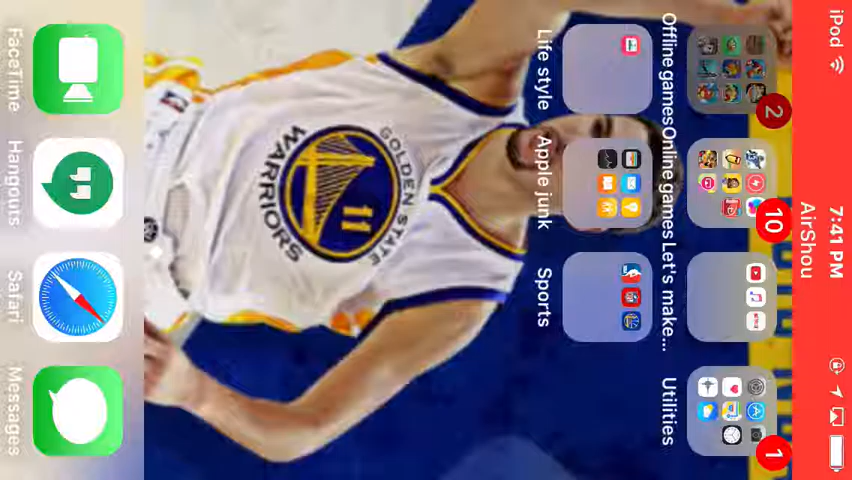 iPod 7:41 PM
AirShou
2
10
1
Offline games
Online games
Let's make...
Utilities
Life style
Apple junk
Sports
GOLDEN STATE
11
WARRIORS
FaceTime
Hangouts
Safari
Messages